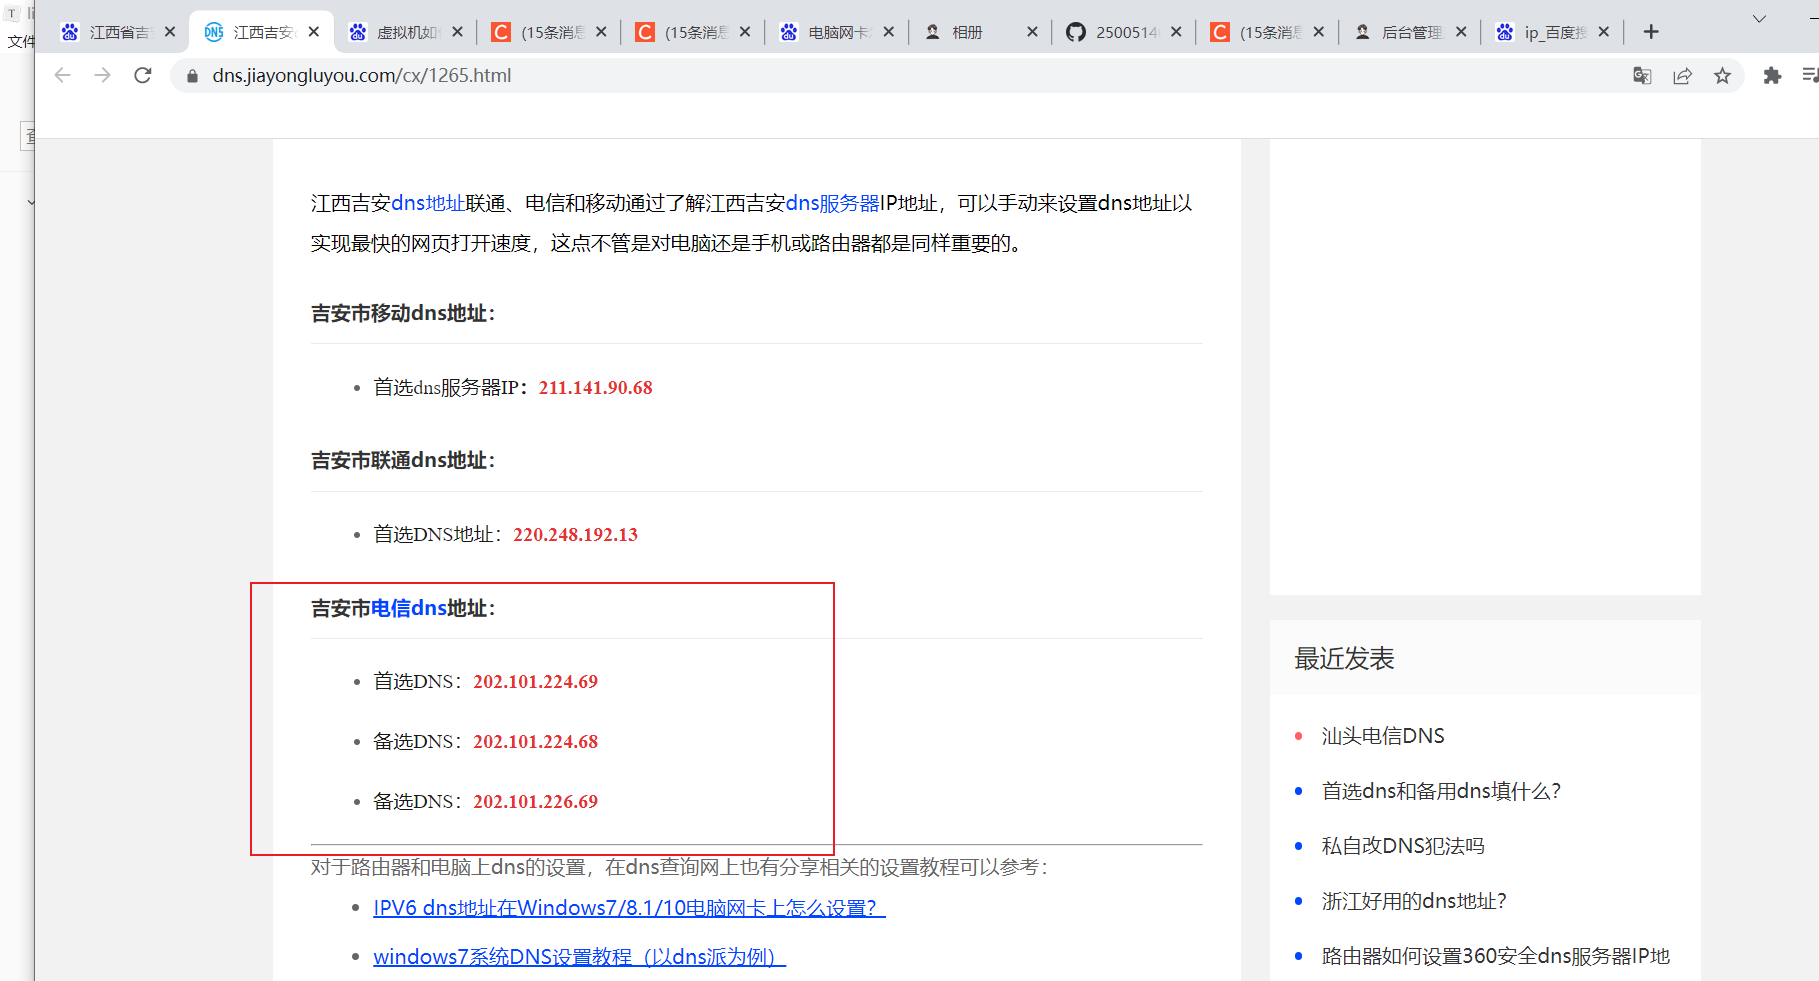 T
江西省吉
江西吉安
虚拟机如
(15条消息
(15条消息
电脑网卡
相册
2500514
(15条消息
后台管理
ip_百度搜
文件
dns.jiayongluyou.com/cx/1265.html
江西吉安dns地址联通、电信和移动通过了解江西吉安dns服务器IP地址，可以手动来设置dns地址以
实现最快的网页打开速度，这点不管是对电脑还是手机或路由器都是同样重要的。
吉安市移动dns地址：
首选dns服务器IP：211.141.90.68
吉安市联通dns地址：
首选DNS地址：220.248.192.13
吉安市电信dns地址：
首选DNS：202.101.224.69
备选DNS：202.101.224.68
备选DNS：202.101.226.69
对于路由器和电脑上dns的设置，在dns查询网上也有分享相关的设置教程可以参考：
IPV6 dns地址在Windows7/8.1/10电脑网卡上怎么设置？
windows7系统DNS设置教程（以dns派为例）
最近发表
汕头电信DNS
首选dns和备用dns填什么？
私自改DNS犯法吗
浙江好用的dns地址？
路由器如何设置360安全dns服务器IP地